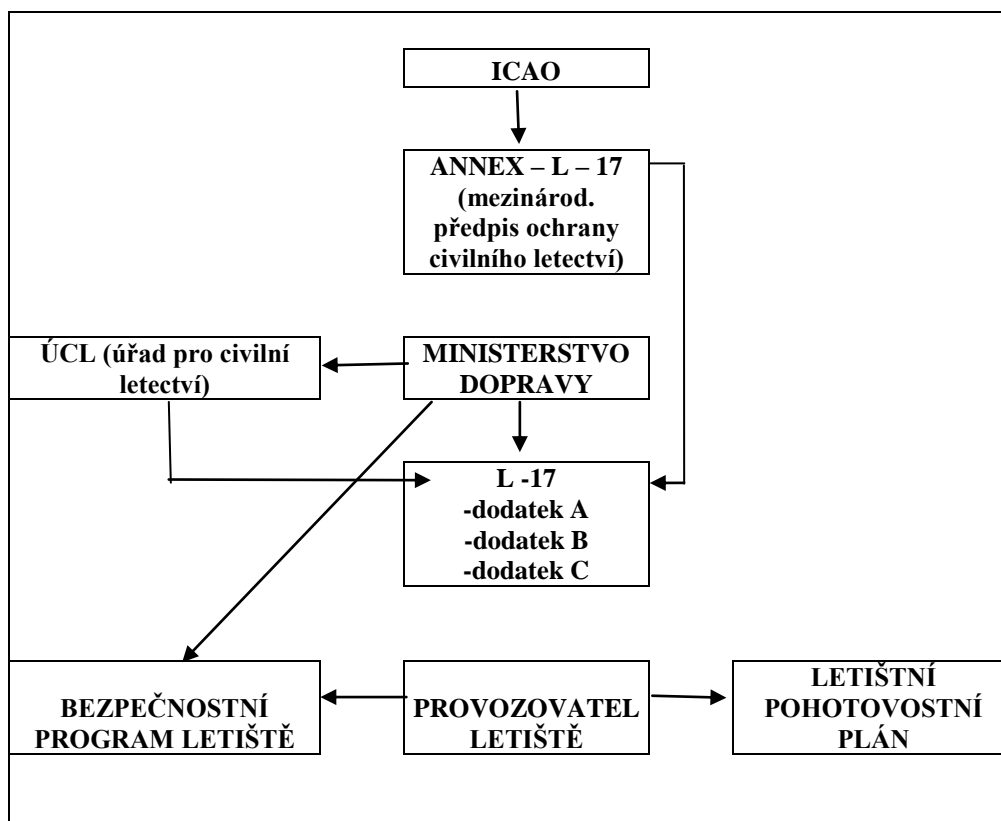 ICAO
ANNEX – L – 17
(mezinárod.
předpis ochrany
civilního letectví)
ÚCL (úřad pro civilní
letectví)
MINISTERSTVO
DOPRAVY
L -17
-dodatek A
-dodatek B
-dodatek C
BEZPEČNOSTNÍ
PROGRAM LETIŠTĚ
PROVOZOVATEL
LETIŠTĚ
LETIŠTNÍ
POHOTOVOSTNÍ
PLÁN